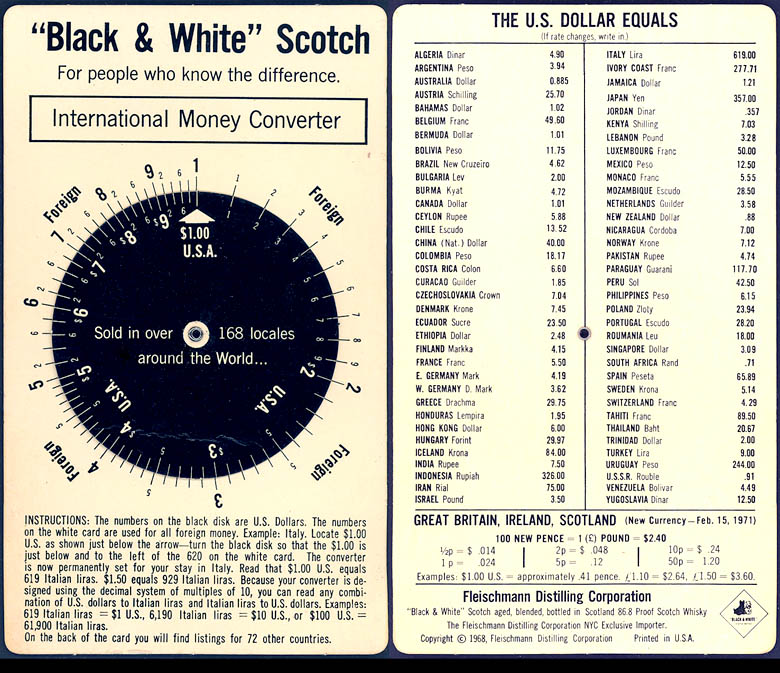 “Black & White” Scotch
For people who know the difference.
International Money Converter
Foreign
Foreign
Foreign
Foreign
$1.00
U.S.A.
Sold in over 168 locales
around the World...
U.S.A.
U.S.A.
INSTRUCTIONS: The numbers on the black disk are U.S. Dollars. The numbers
on the white card are used for all foreign money. Example: Italy. Locate $1.00
U.S. as shown just below the arrow—turn the black disk so that the $1.00 is
just below and to the left of the 620 on the white card. The converter
is now permanently set for your stay in Italy. Read that $1.00 U.S. equals
619 Italian liras. $1.50 equals 929 Italian liras. Because your converter is de-
signed using the decimal system of multiples of 10, you can read any combi-
nation of U.S. dollars to Italian liras and Italian liras to U.S. dollars. Examples:
619 Italian liras = $1 U.S., 6,190 Italian liras = $10 U.S., or $100 U.S. =
61,900 Italian liras.
On the back of the card you will find listings for 72 other countries.
THE U.S. DOLLAR EQUALS
(If rate changes, write in.)
ALGERIA Dinar 4.90
ARGENTINA Peso 3.94
AUSTRALIA Dollar 0.885
AUSTRIA Schilling 25.70
BAHAMAS Dollar 1.02
BELGIUM Franc 49.60
BERMUDA Dollar 1.01
BOLIVIA Peso 11.75
BRAZIL New Cruzeiro 4.62
BULGARIA Lev 2.00
BURMA Kyat 4.72
CANADA Dollar 1.01
CEYLON Rupee 5.88
CHILE Escudo 13.52
CHINA (Nat.) Dollar 40.00
COLOMBIA Peso 18.17
COSTA RICA Colon 6.60
CURACAO Guilder 1.85
CZECHOSLOVAKIA Crown 7.04
DENMARK Krone 7.45
ECUADOR Sucre 23.50
ETHIOPIA Dollar 2.48
FINLAND Markka 4.15
FRANCE Franc 5.50
E. GERMANY Mark 4.19
W. GERMANY D. Mark 3.62
GREECE Drachma 29.75
HONDURAS Lempira 1.95
HONG KONG Dollar 6.00
HUNGARY Forint 29.97
ICELAND Krona 84.00
INDIA Rupee 7.50
INDONESIA Rupiah 326.00
IRAN Rial 75.00
ISRAEL Pound 3.50
ITALY Lira 619.00
IVORY COAST Franc 277.71
JAMAICA Dollar 1.21
JAPAN Yen 357.00
JORDAN Dinar .357
KENYA Shilling 7.03
LEBANON Pound 3.28
LUXEMBOURG Franc 50.00
MEXICO Peso 12.50
MONACO Franc 5.55
MOZAMBIQUE Escudo 28.50
NETHERLANDS Guilder 3.58
NEW ZEALAND Dollar .88
NICARAGUA Cordoba 7.00
NORWAY Krone 7.12
PAKISTAN Rupee 4.74
PARAGUAY Guarani 117.70
PERU Sol 42.50
PHILIPPINES Peso 6.15
POLAND Zloty 23.94
PORTUGAL Escudo 28.20
ROUMANIA Leu 18.00
SINGAPORE Dollar 3.09
SOUTH AFRICA Rand .71
SPAIN Peseta 65.89
SWEDEN Krona 5.14
SWITZERLAND Franc 4.29
TAHITI Franc 89.50
THAILAND Baht 20.67
TRINIDAD Dollar 2.00
TURKEY Lira 9.00
URUGUAY Peso 244.00
U.S.S.R. Rouble .91
VENEZUELA Bolivar 4.49
YUGOSLAVIA Dinar 12.50
GREAT BRITAIN, IRELAND, SCOTLAND (New Currency—Feb. 15, 1971)
100 NEW PENCE = 1 (£) POUND = $2.40
½p = $ .014 2p = $ .048 10p = $ .24
1 p = .024 5p = .12 50p = 1.20
Examples: $1.00 U.S. = approximately .41 pence. £1.10 = $2.64, £1.50 = $3.60.
Fleischmann Distilling Corporation
"Black & White" Scotch aged, blended, bottled in Scotland 86.8 Proof Scotch Whisky
The Fleischmann Distilling Corporation NYC Exclusive Importer.
Copyright © 1968, Fleischmann Distilling Corporation Printed in U.S.A.
"BLACK & WHITE"